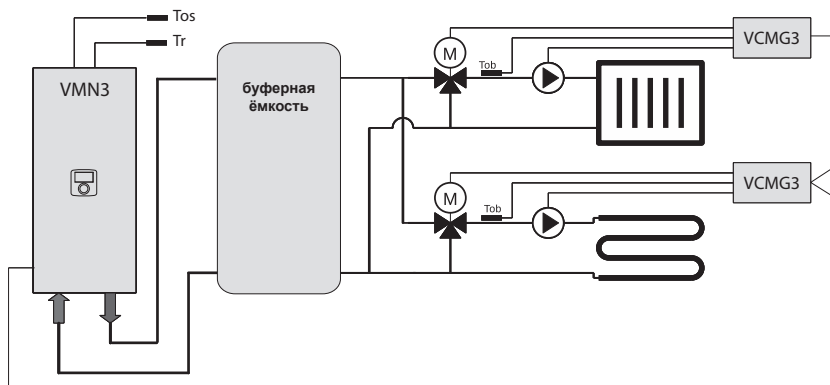 Tos
Tr
VMN3
буферная
ёмкость
M
Tob
VCMG3
M
Tob
VCMG3